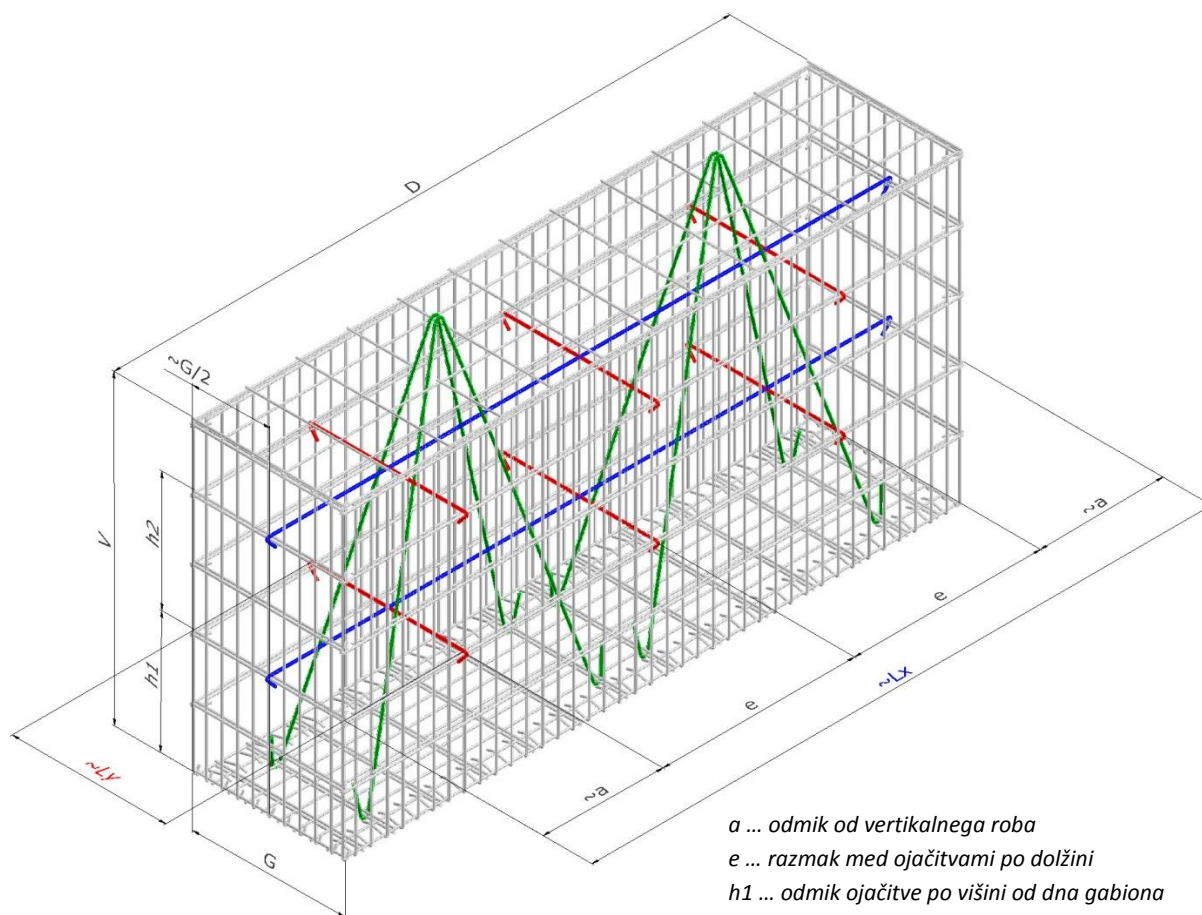 D
~G/2
V
h2
h1
~Ly
G
~a
e
~Lx
e
~a
a ... odmik od vertikalnega roba
e ... razmak med ojačitvami po dolžini
h1 ... odmik ojačitve po višini od dna gabiona